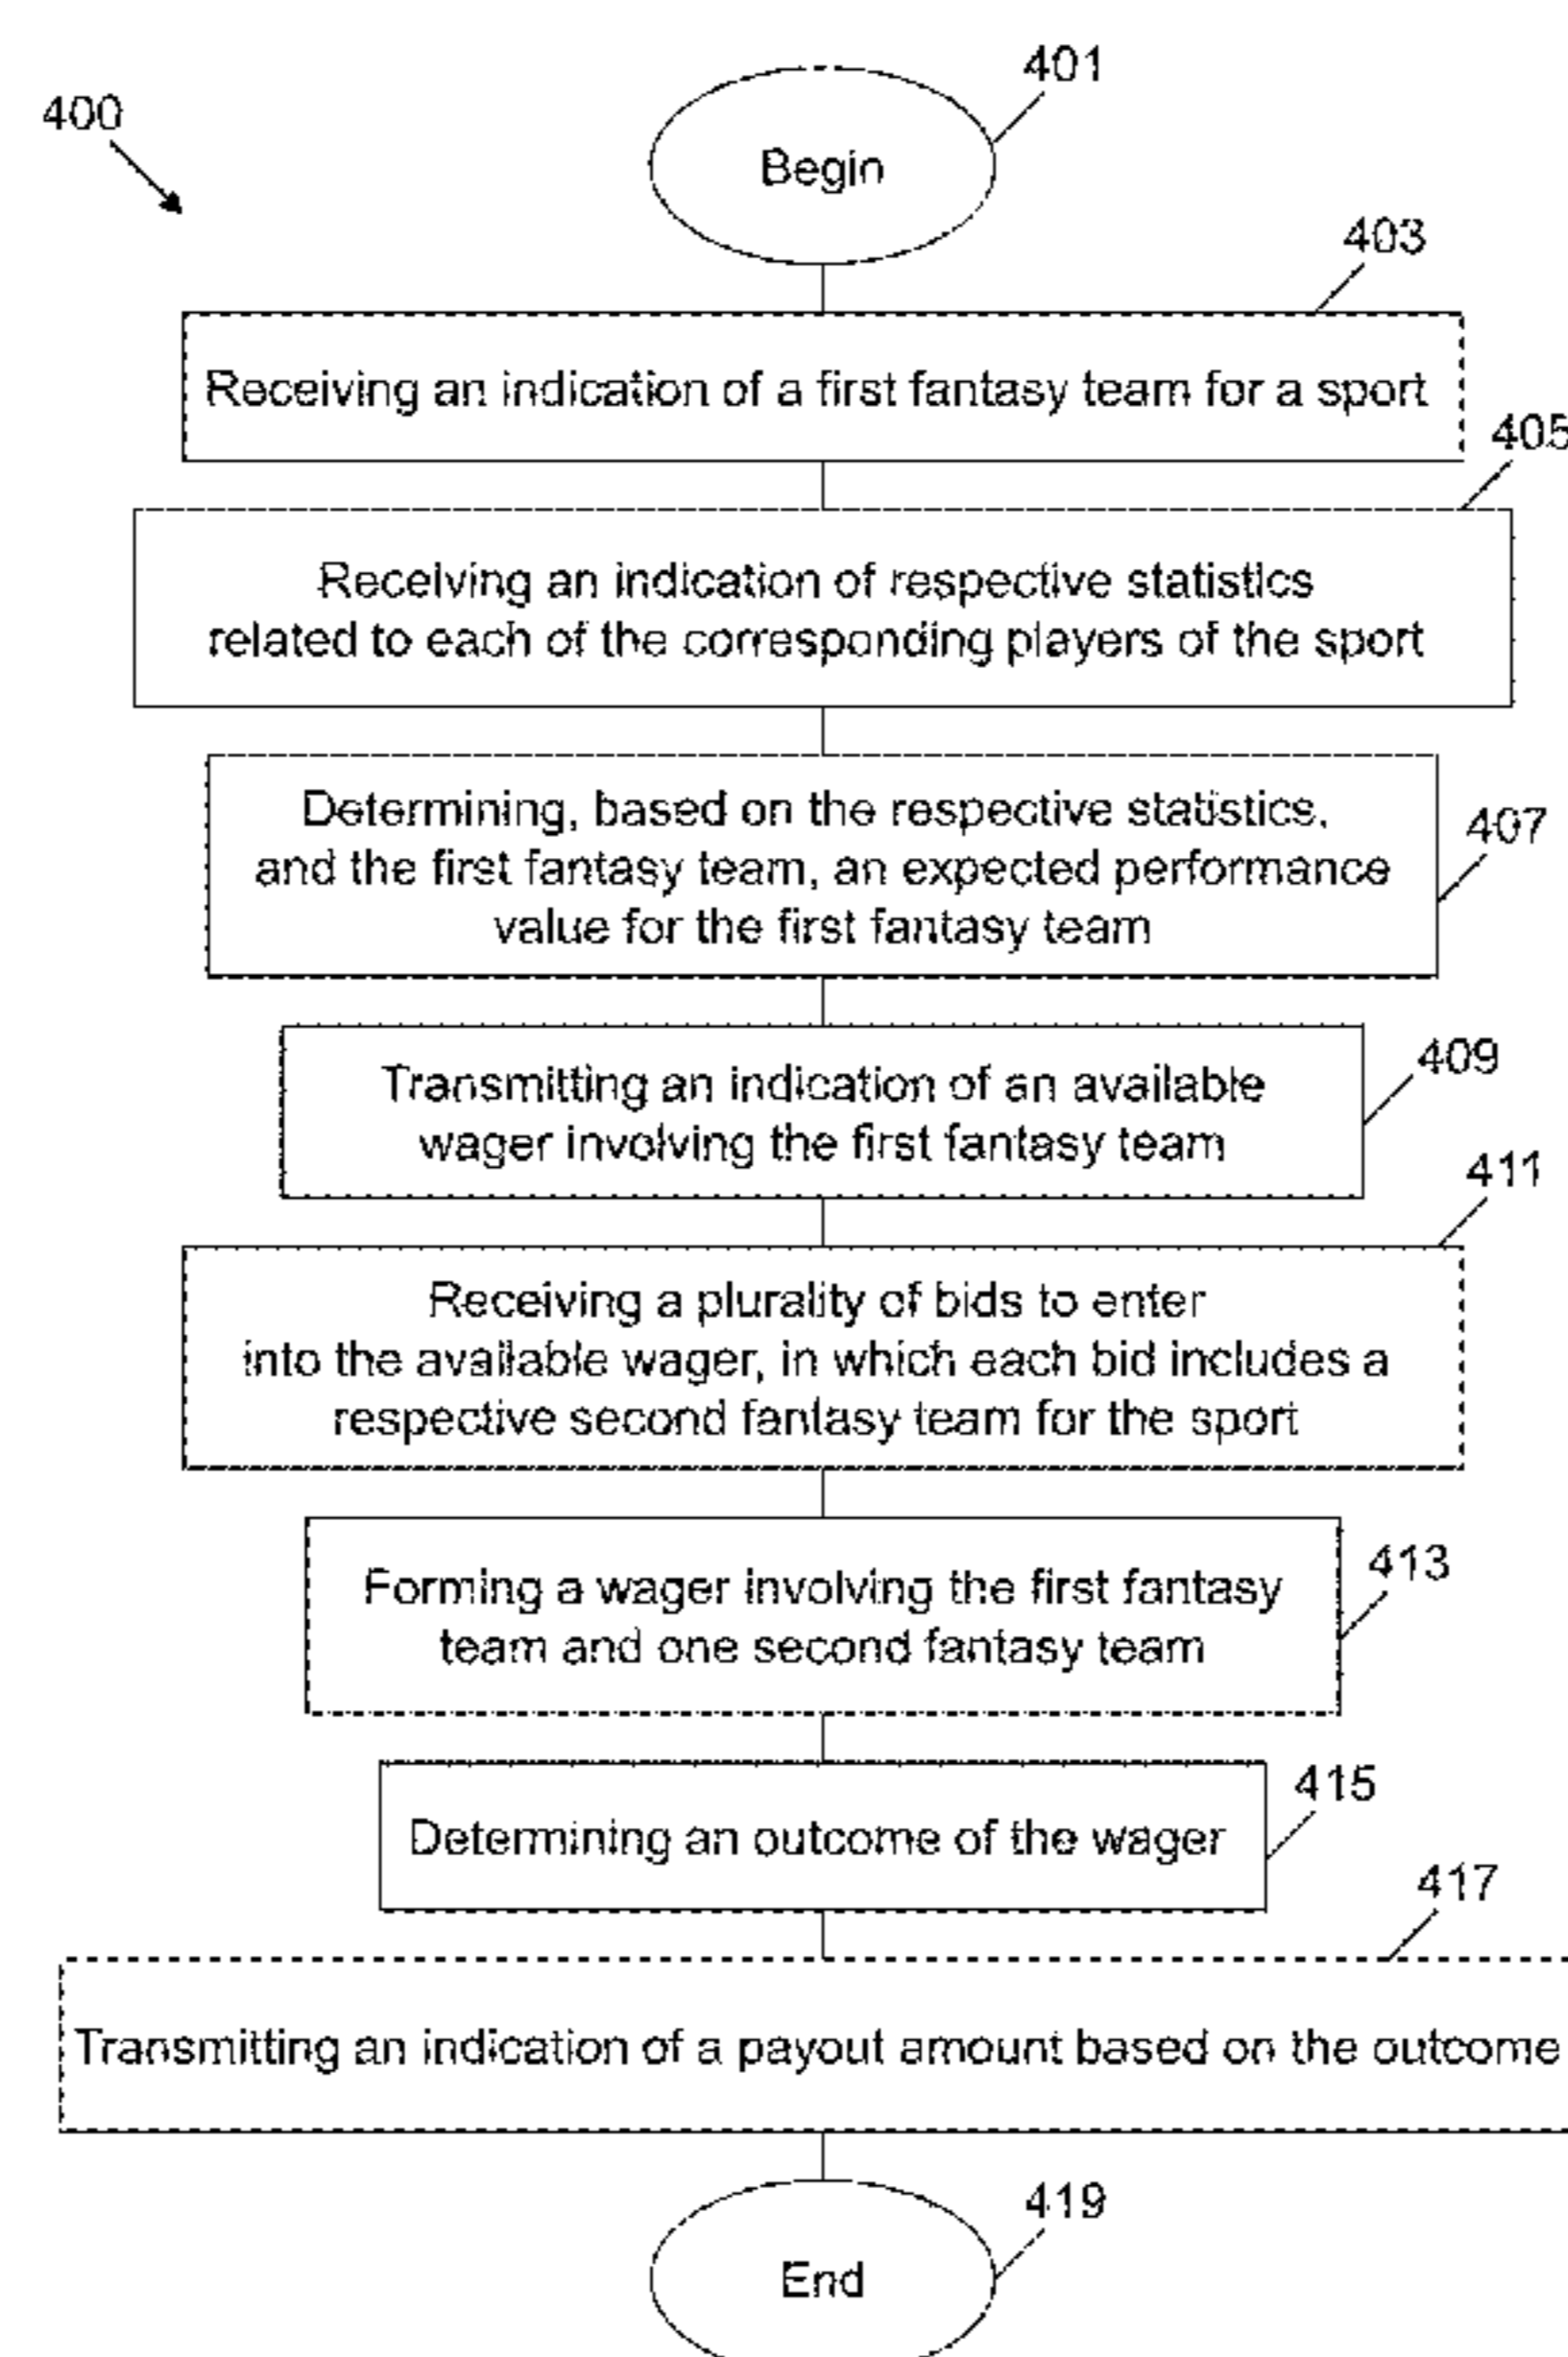 400
401
Begin
403
Receiving an indication of a first fantasy team for a sport
405
Receiving an indication of respective statistics
related to each of the corresponding players of the sport
Determining, based on the respective statistics,
and the first fantasy team, an expected performance
value for the first fantasy team
407
Transmitting an indication of an available
wager involving the first fantasy team
409
411
Receiving a plurality of bids to enter
into the available wager, in which each bid includes a
respective second fantasy team for the sport
Forming a wager involving the first fantasy
team and one second fantasy team
413
Determining an outcome of the wager
415
417
Transmitting an indication of a payout amount based on the outcome
419
End